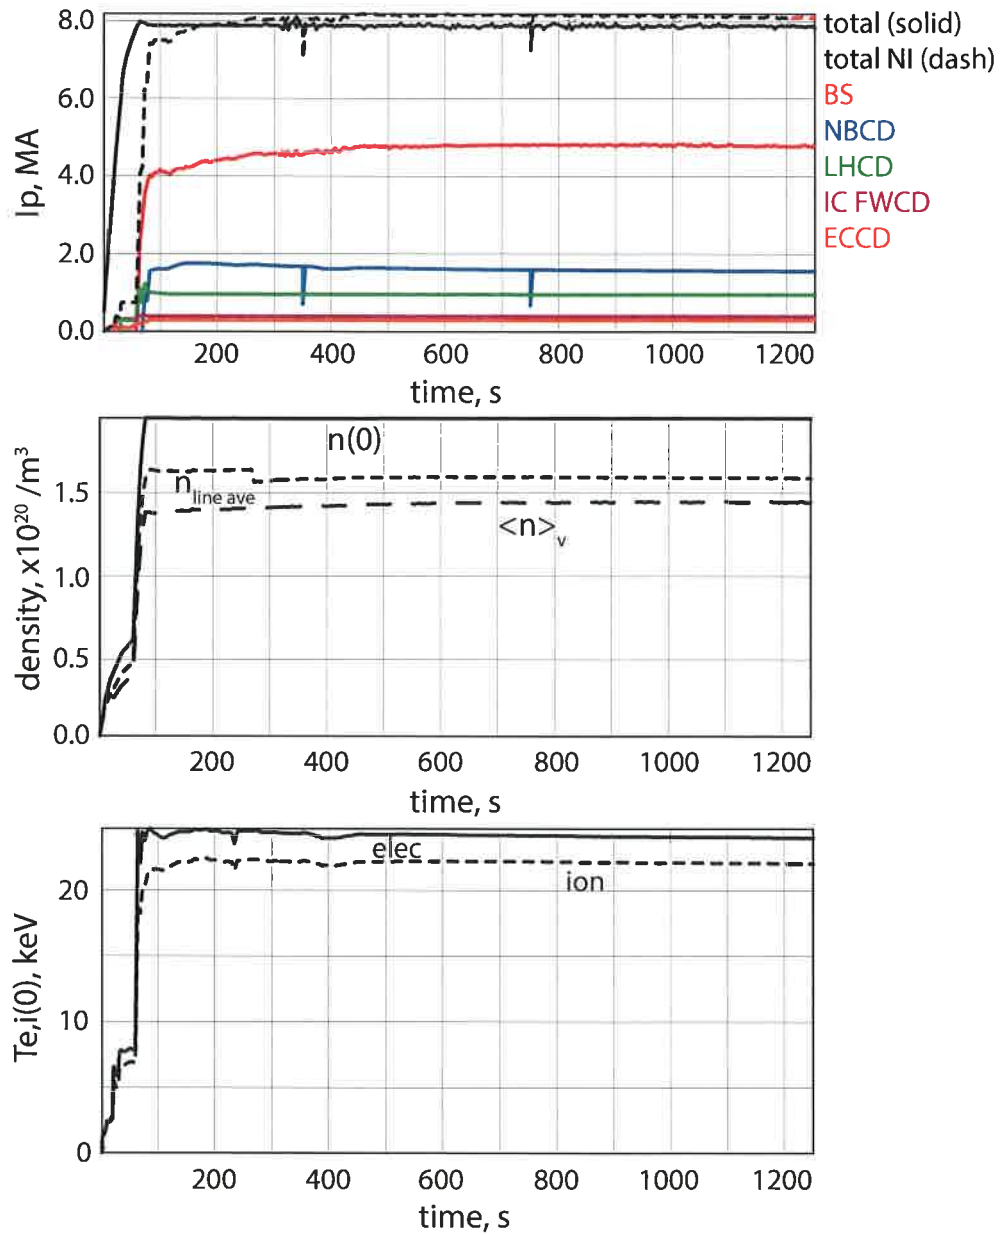 8.0
6.0
4.0
2.0
0.0
Ip, MA
200 400 600 800 1000 1200
time, s
total (solid)
total NI (dash)
BS
NBCD
LHCD
IC FWCD
ECCD
1.5
1.0
0.5
0.0
density, x10²⁰ /m³
n(0)
n line ave
<n>v
200 400 600 800 1000 1200
time, s
20
10
0
Te,i(0), keV
elec
ion
200 400 600 800 1000 1200
time, s